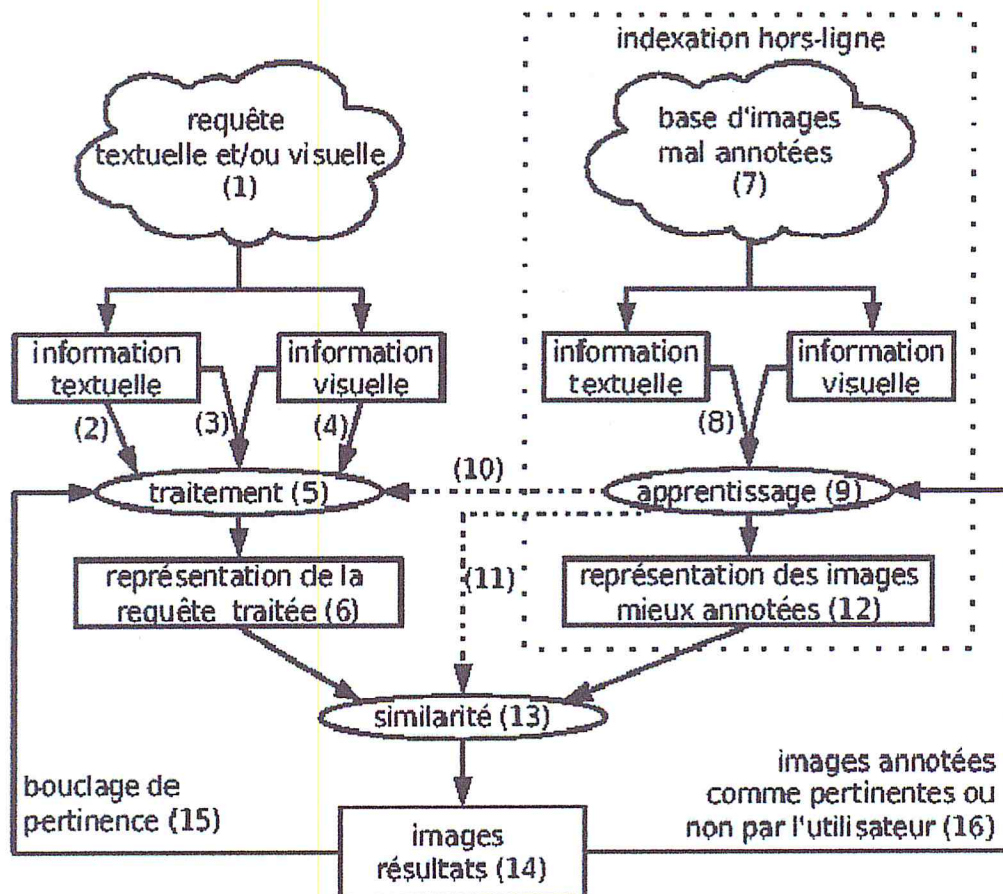 indexation hors-ligne
requête
textuelle et/ou visuelle
(1)
base d'images
mal annotées
(7)
information
textuelle
information
visuelle
information
textuelle
information
visuelle
(2)
(3)
(4)
(8)
traitement (5)
(10)
apprentissage (9)
représentation de la
requête traitée (6)
(11)
représentation des images
mieux annotées (12)
similarité (13)
bouclage de
pertinence (15)
images annotées
comme pertinentes ou
non par l'utilisateur (16)
images
résultats (14)